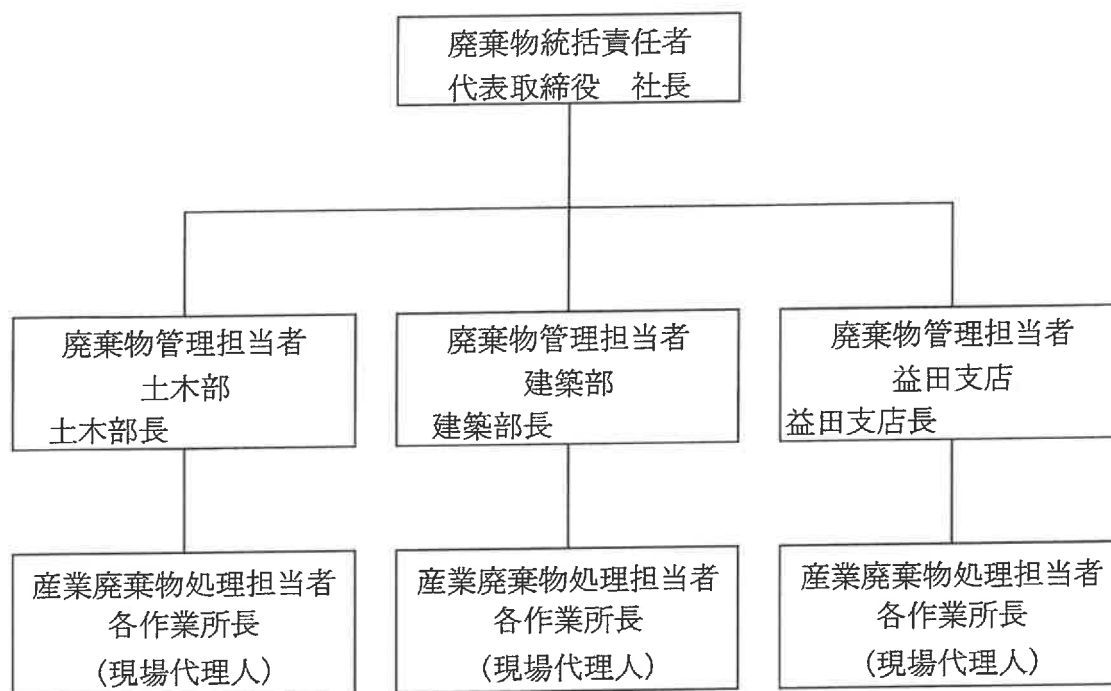 廃棄物統括責任者
代表取締役　社長
廃棄物管理担当者
土木部
土木部長
廃棄物管理担当者
建築部
建築部長
廃棄物管理担当者
益田支店
益田支店長
産業廃棄物処理担当者
各作業所長
(現場代理人)
産業廃棄物処理担当者
各作業所長
(現場代理人)
産業廃棄物処理担当者
各作業所長
(現場代理人)